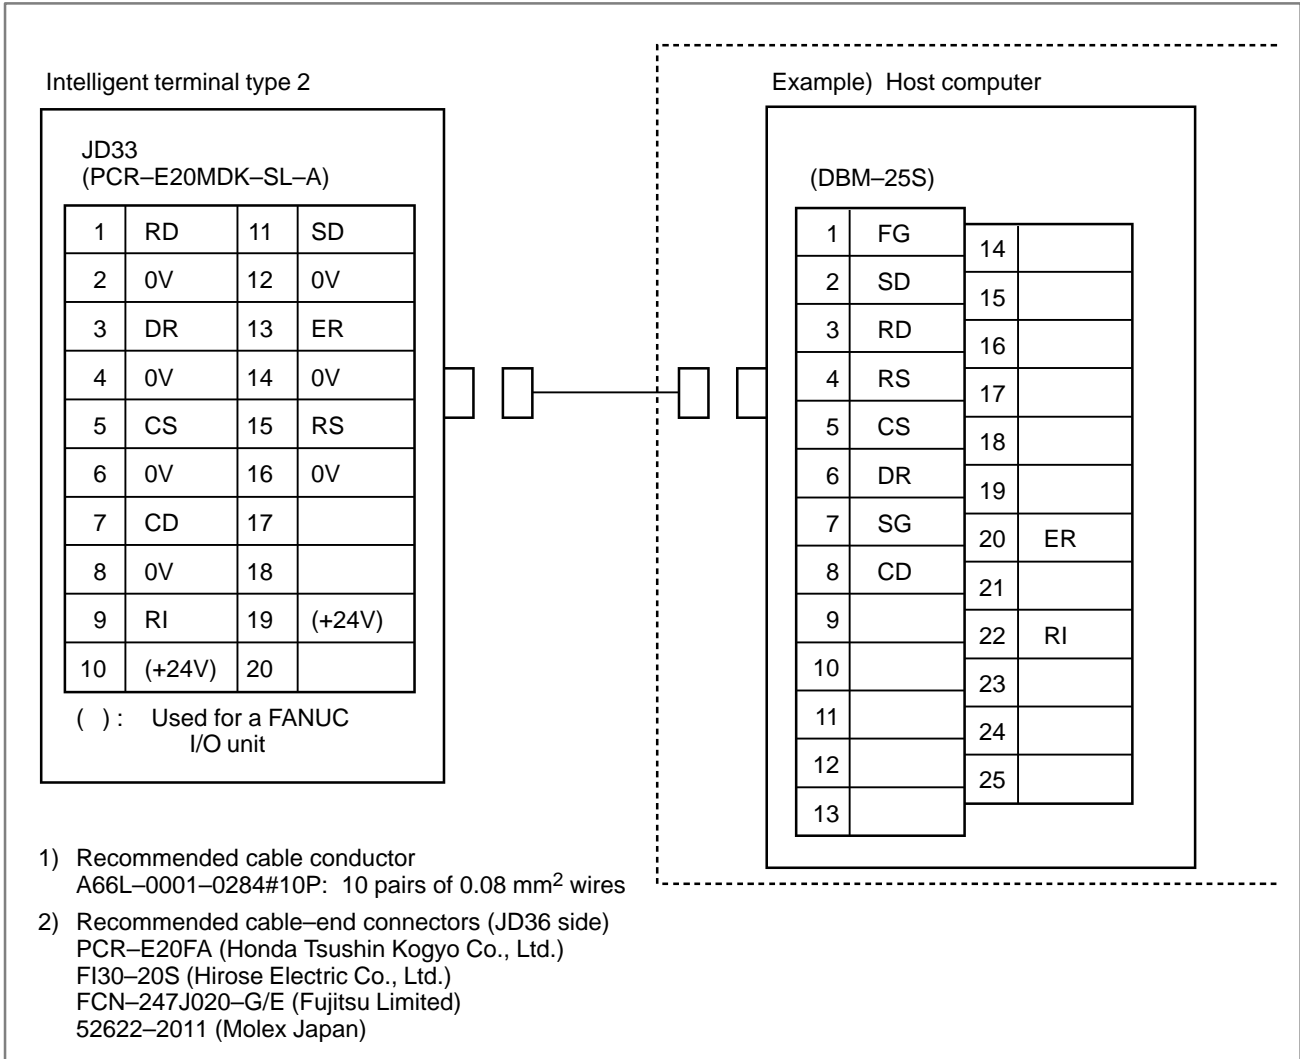 Intelligent terminal type 2
JD33
(PCR–E20MDK–SL–A)
1 RD 11 SD
2 0V 12 0V
3 DR 13 ER
4 0V 14 0V
5 CS 15 RS
6 0V 16 0V
7 CD 17
8 0V 18
9 RI 19 (+24V)
10 (+24V) 20
( ) : Used for a FANUC
I/O unit
Example) Host computer
(DBM–25S)
1 FG
2 SD
3 RD
4 RS
5 CS
6 DR
7 SG
8 CD
9
10
11
12
13
14
15
16
17
18
19
20 ER
21
22 RI
23
24
25
1) Recommended cable conductor
A66L–0001–0284#10P: 10 pairs of 0.08 mm2 wires
2) Recommended cable–end connectors (JD36 side)
PCR–E20FA (Honda Tsushin Kogyo Co., Ltd.)
FI30–20S (Hirose Electric Co., Ltd.)
FCN–247J020–G/E (Fujitsu Limited)
52622–2011 (Molex Japan)